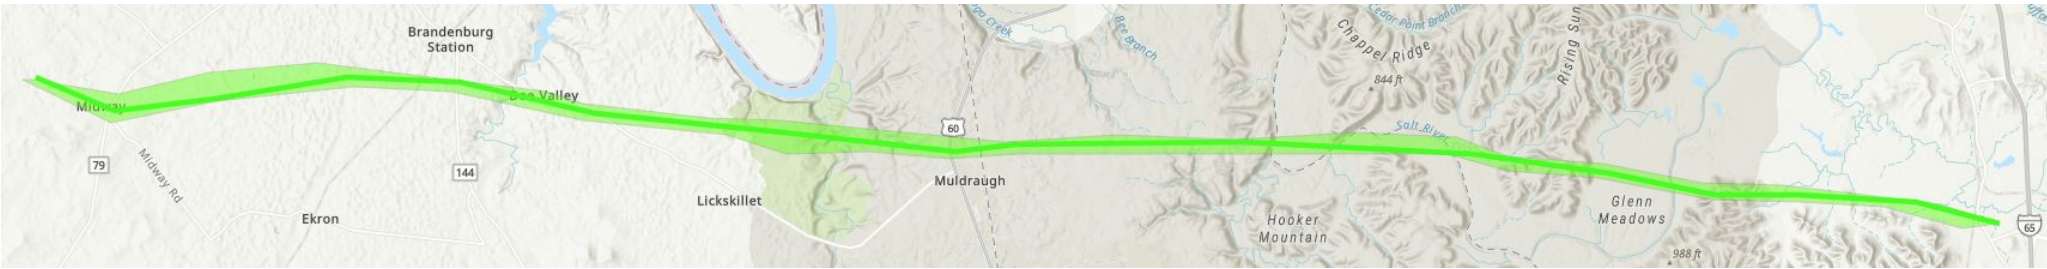 Brandenburg
Station
Midway
Doe Valley
79
Midway Rd
144
Ekron
Lickskillet
60
Muldraugh
Bee Branch
Cedar Point Branch
Chappel Ridge
844 ft
Rising Sun
Salt River
Hooker
Mountain
Glenn
Meadows
988 ft
65